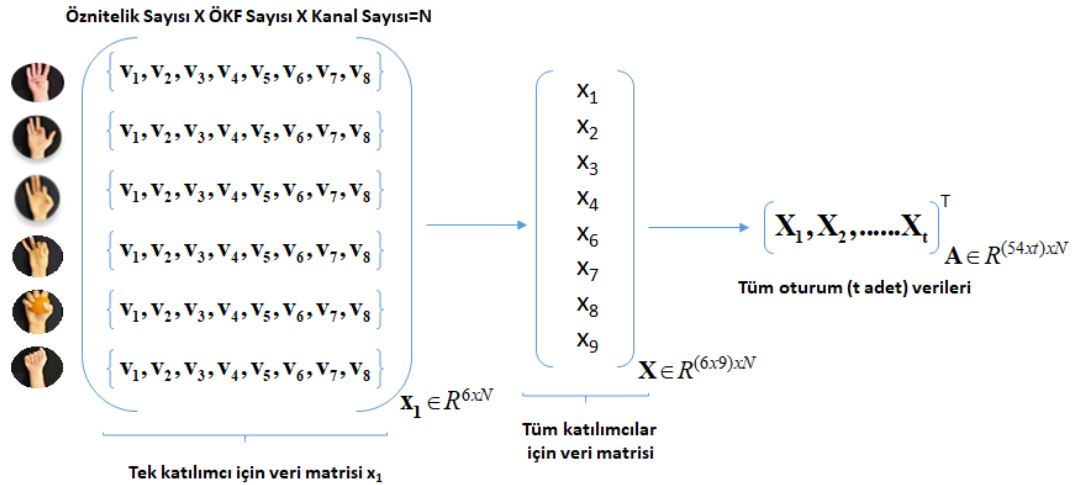 Öznitelik Sayısı X ÖKF Sayısı X Kanal Sayısı=N
{v₁,v₂,v₃,v₄,v₅,v₆,v₇,v₈}
{v₁,v₂,v₃,v₄,v₅,v₆,v₇,v₈}
{v₁,v₂,v₃,v₄,v₅,v₆,v₇,v₈}
{v₁,v₂,v₃,v₄,v₅,v₆,v₇,v₈}
{v₁,v₂,v₃,v₄,v₅,v₆,v₇,v₈}
{v₁,v₂,v₃,v₄,v₅,v₆,v₇,v₈}
x₁ ∈ R^6xN
Tek katılımcı için veri matrisi x₁
x₁
x₂
x₃
x₄
x₆
x₇
x₈
x₉
X ∈ R^(6x9)xN
Tüm katılımcılar
için veri matrisi
[X₁,X₂,......Xₜ]^T
A ∈ R^(54xt)xN
Tüm oturum (t adet) verileri